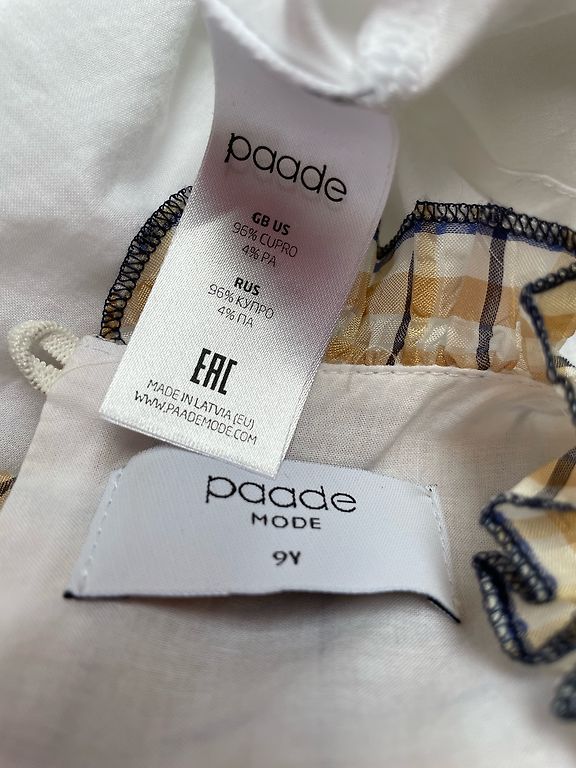 paade
GB US
96% CUPRO
4% PA
RUS
96% КУПРО
4% ПА
EAC
MADE IN LATVIA (EU)
WWW.PAADEMODE.COM
paade
MODE
9Y